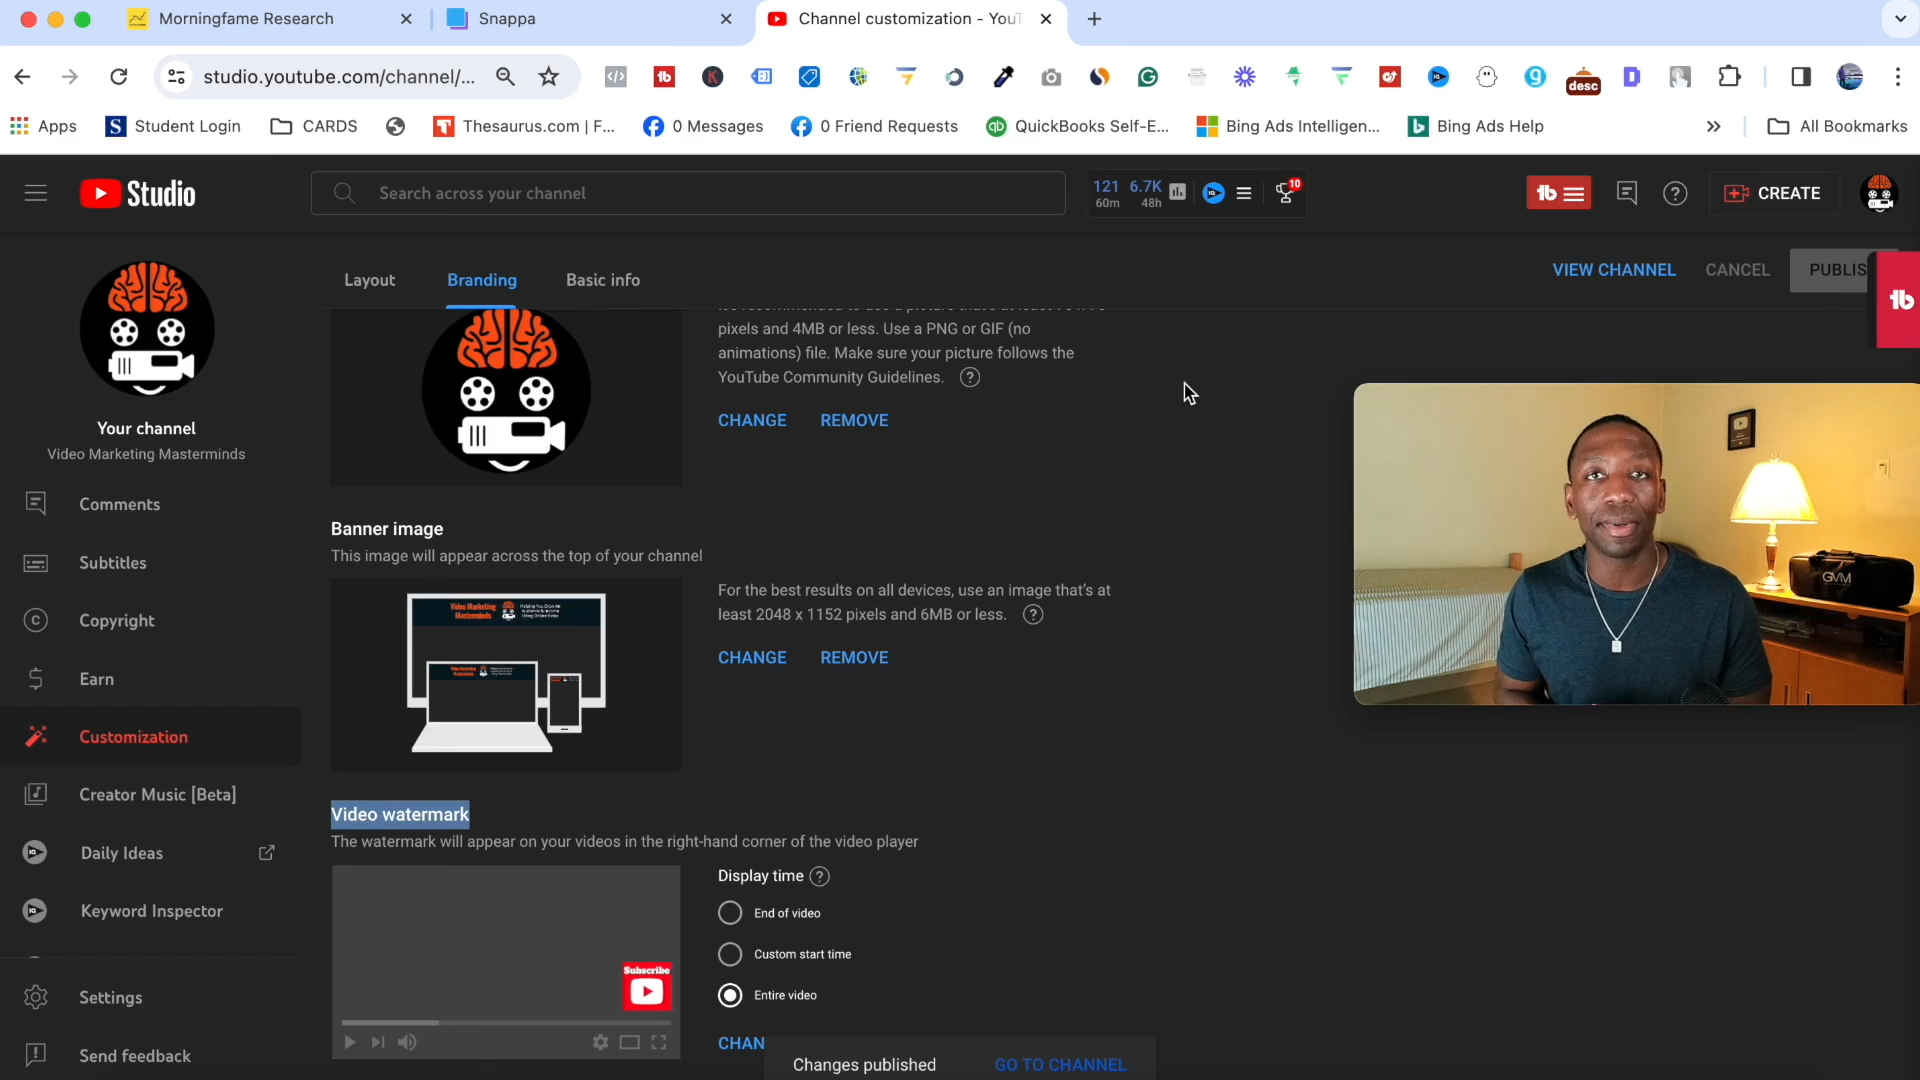 Morningfame Research
Snappa
Channel customization - YouT
studio.youtube.com/channel/...
desc
Apps
Student Login
CARDS
Thesaurus.com | F...
0 Messages
0 Friend Requests
QuickBooks Self-E...
Bing Ads Intelligen...
Bing Ads Help
All Bookmarks
Studio
Search across your channel
121 6.7K
60m 48h
10
CREATE
Layout
Branding
Basic info
VIEW CHANNEL
CANCEL
PUBLIS
Your channel
Video Marketing Masterminds
pixels and 4MB or less. Use a PNG or GIF (no
animations) file. Make sure your picture follows the
YouTube Community Guidelines.
CHANGE
REMOVE
Comments
Subtitles
Copyright
Earn
Customization
Creator Music [Beta]
Daily Ideas
Keyword Inspector
Settings
Send feedback
Banner image
This image will appear across the top of your channel
Video Marketing
Masterminds
For the best results on all devices, use an image that's at
least 2048 x 1152 pixels and 6MB or less.
CHANGE
REMOVE
GVM
Video watermark
The watermark will appear on your videos in the right-hand corner of the video player
Subscribe
Display time
End of video
Custom start time
Entire video
CHAN
Changes published
GO TO CHANNEL